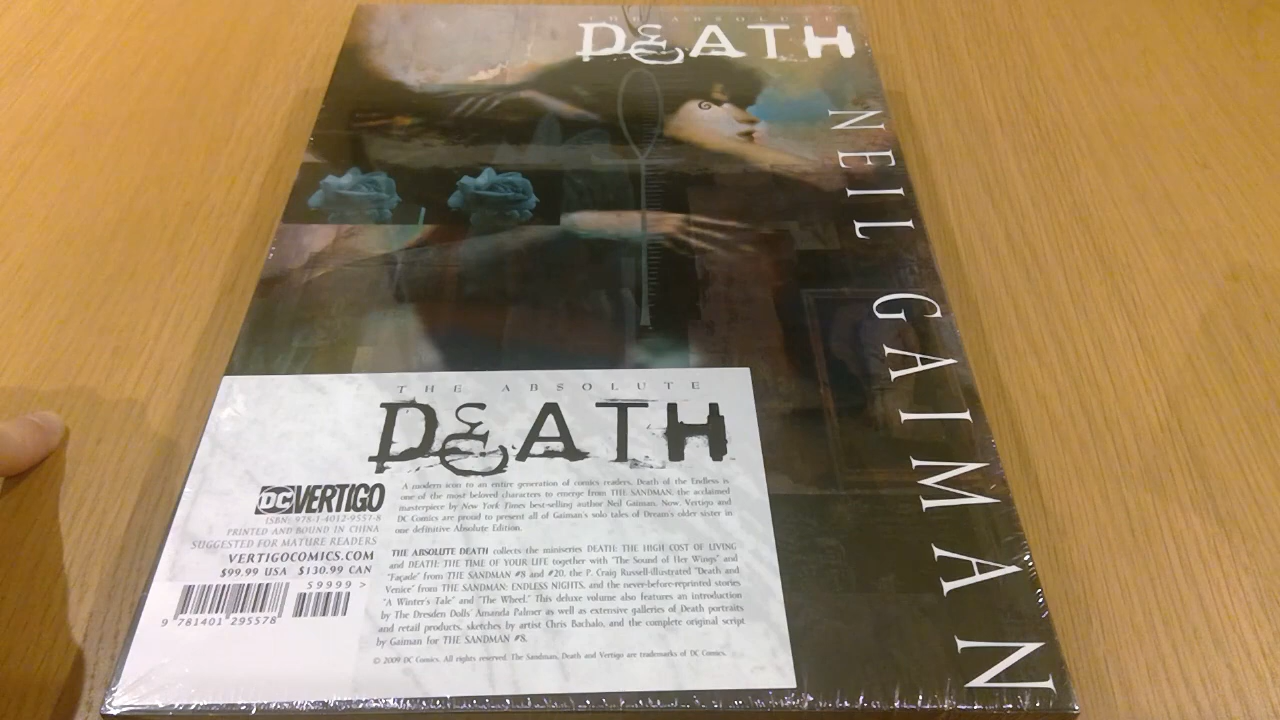 THE ABSOLUTE
DEATH
NEIL GAIMAN
THE ABSOLUTE
DEATH
DC VERTIGO
ISBN: 978-1-4012-9557-8
PRINTED AND BOUND IN CHINA
SUGGESTED FOR MATURE READERS
VERTIGOCOMICS.COM
$99.99 USA $130.99 CAN
59999 >
9 781401 295578
A modern icon to an entire generation of comics readers, Death of the Endless is
one of the most beloved characters to emerge from THE SANDMAN, the acclaimed
masterpiece by New York Times best-selling author Neil Gaiman. Now, Vertigo and
DC Comics are proud to present all of Gaiman's solo tales of Dream's older sister in
one definitive Absolute Edition.
THE ABSOLUTE DEATH collects the miniseries DEATH: THE HIGH COST OF LIVING
and DEATH: THE TIME OF YOUR LIFE together with "The Sound of Her Wings" and
"Façade" from THE SANDMAN #8 and #20, the P. Craig Russell-illustrated "Death and
Venice" from THE SANDMAN: ENDLESS NIGHTS, and the never-before-reprinted stories
"A Winter's Tale" and "The Wheel." This deluxe volume also features an introduction
by The Dresden Dolls' Amanda Palmer as well as extensive galleries of Death portraits
and retail products, sketches by artist Chris Bachalo, and the complete original script
by Gaiman for THE SANDMAN #8.
© 2009 DC Comics. All rights reserved. The Sandman, Death and Vertigo are trademarks of DC Comics.